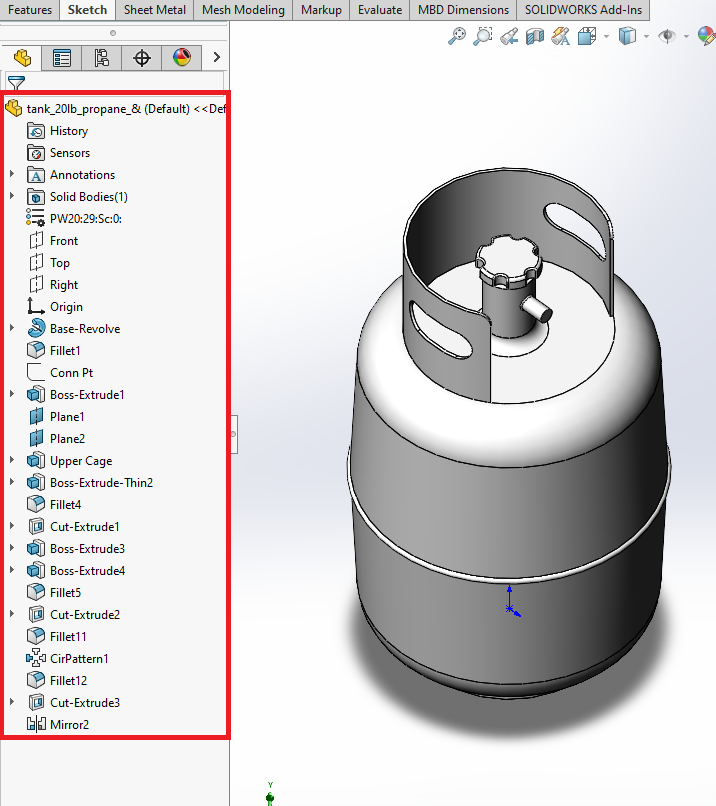 Features Sketch Sheet Metal Mesh Modeling Markup Evaluate MBD Dimensions SOLIDWORKS Add-Ins
tank_20lb_propane_& (Default) <<Def
History
Sensors
A Annotations
Solid Bodies(1)
PW20:29:Sc:0:
Front
Top
Right
Origin
Base-Revolve
Fillet1
Conn Pt
Boss-Extrude1
Plane1
Plane2
Upper Cage
Boss-Extrude-Thin2
Fillet4
Cut-Extrude1
Boss-Extrude3
Boss-Extrude4
Fillet5
Cut-Extrude2
Fillet11
CirPattern1
Fillet12
Cut-Extrude3
Mirror2
Y